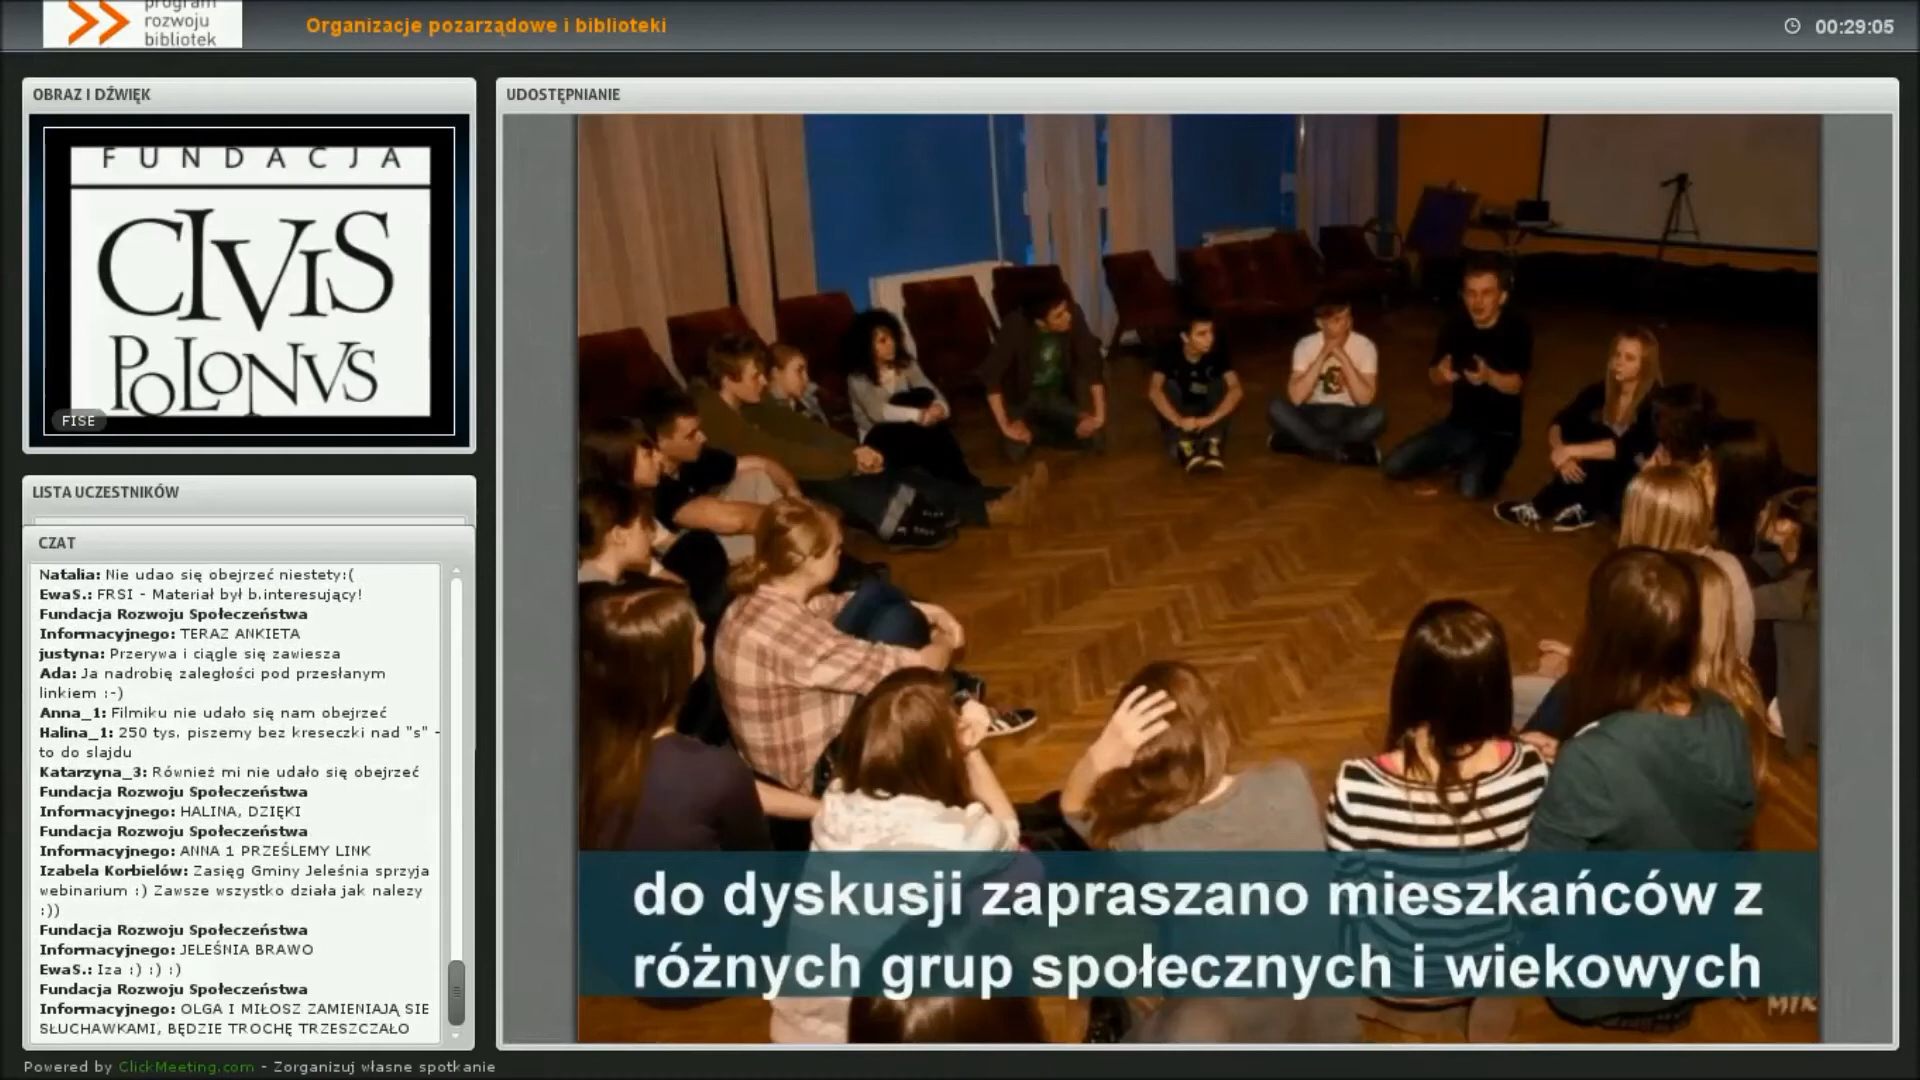 program
rozwoju
bibliotek
Organizacje pozarządowe i biblioteki
00:29:05
OBRAZ I DŹWIĘK
FUNDACJA
CIVIS
POLONVS
FISE
LISTA UCZESTNIKÓW
CZAT
Natalia: Nie udao się obejrzeć niestety:(
EwaS.: FRSI - Materiał był b.interesujący!
Fundacja Rozwoju Społeczeństwa
Informacyjnego: TERAZ ANKIETA
justyna: Przerywa i ciągle się zawiesza
Ada: Ja nadrobię zaległości pod przesłanym
linkiem :-)
Anna_1: Filmiku nie udało się nam obejrzeć
Halina_1: 250 tys. piszemy bez kreseczki nad "s" -
to do slajdu
Katarzyna_3: Również mi nie udało się obejrzeć
Fundacja Rozwoju Społeczeństwa
Informacyjnego: HALINA, DZIĘKI
Fundacja Rozwoju Społeczeństwa
Informacyjnego: ANNA 1 PRZEŚLEMY LINK
Izabela Korbielów: Zasięg Gminy Jeleśnia sprzyja
webinarium :) Zawsze wszystko działa jak nalezy
:))
Fundacja Rozwoju Społeczeństwa
Informacyjnego: JELEŚNIA BRAWO
EwaS.: Iza :) :) :)
Fundacja Rozwoju Społeczeństwa
Informacyjnego: OLGA I MIŁOSZ ZAMIENIAJĄ SIE
SŁUCHAWKAMI, BĘDZIE TROCHĘ TRZESZCZAŁO
UDOSTĘPNIANIE
do dyskusji zapraszano mieszkańców z
różnych grup społecznych i wiekowych
MIK
Powered by ClickMeeting.com - Zorganizuj własne spotkanie